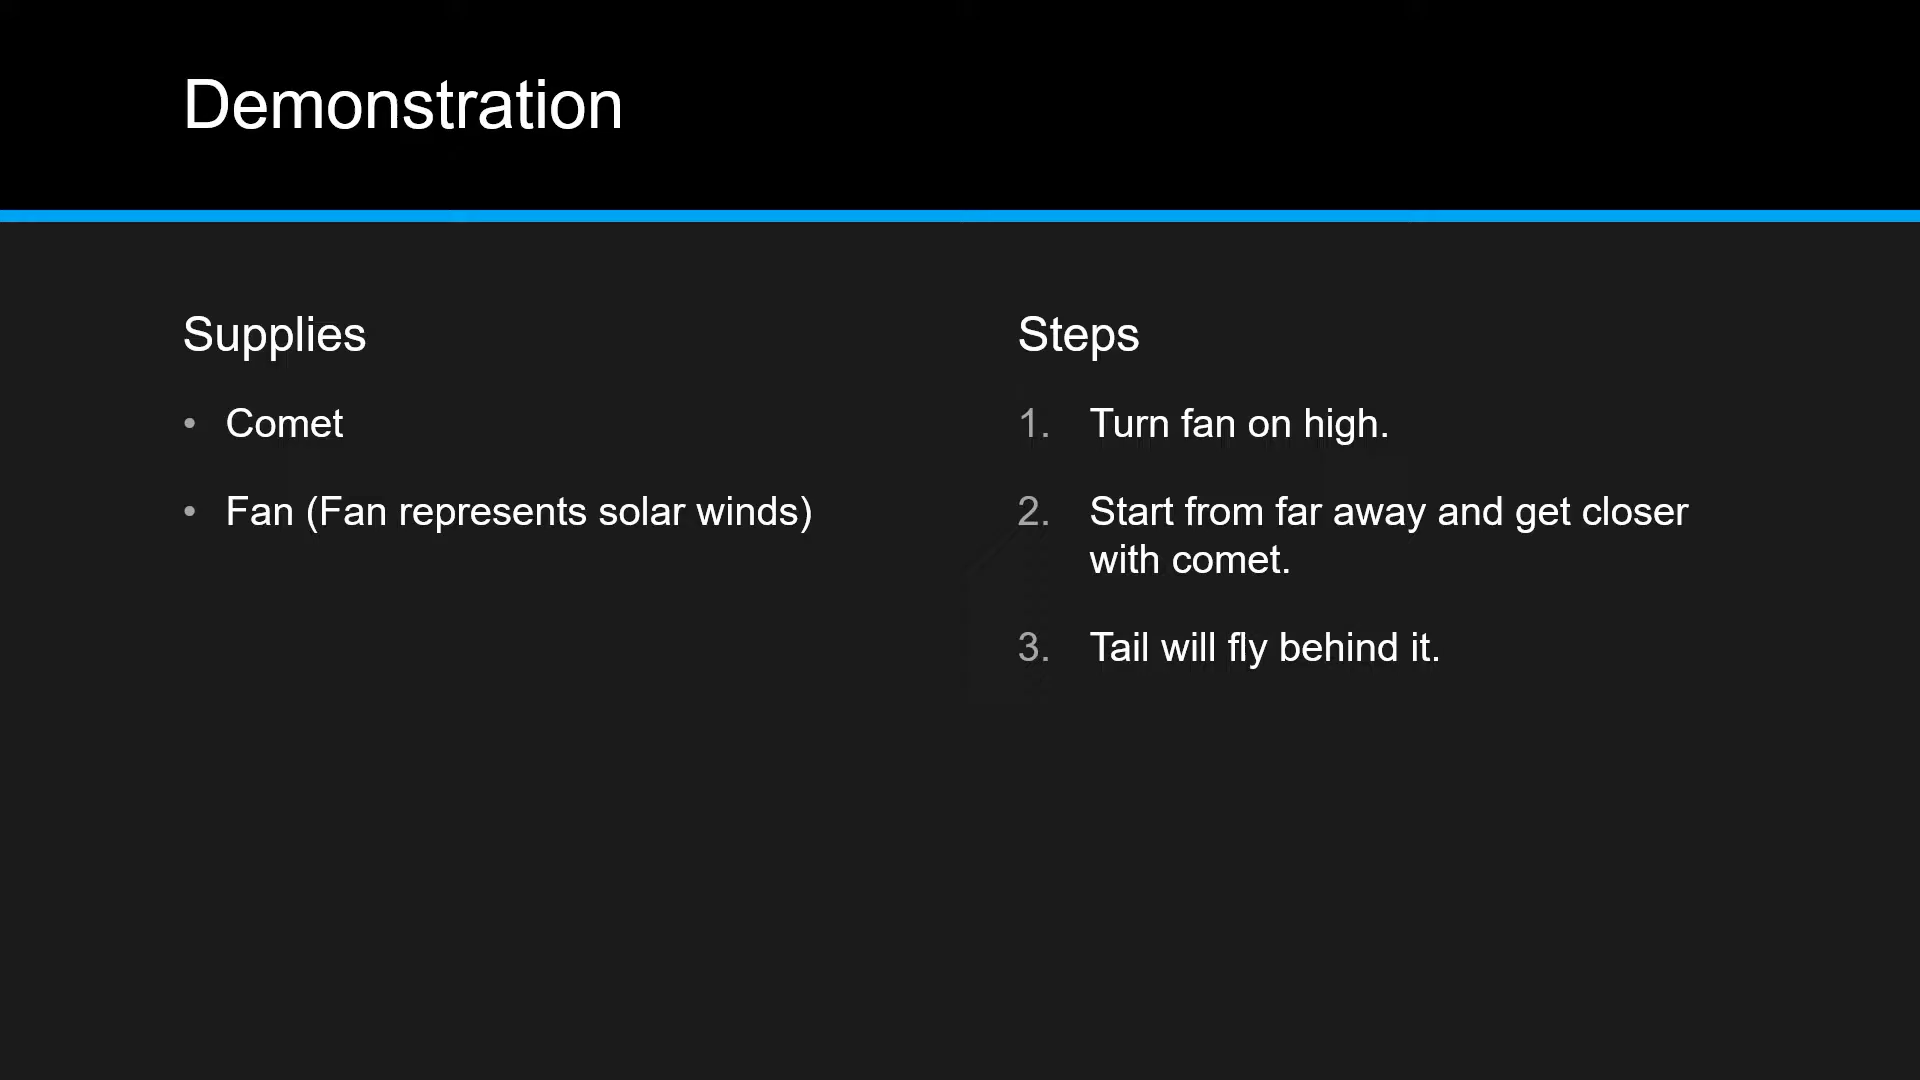 Demonstration
Supplies
• Comet
• Fan (Fan represents solar winds)
Steps
1. Turn fan on high.
2. Start from far away and get closer
with comet.
3. Tail will fly behind it.